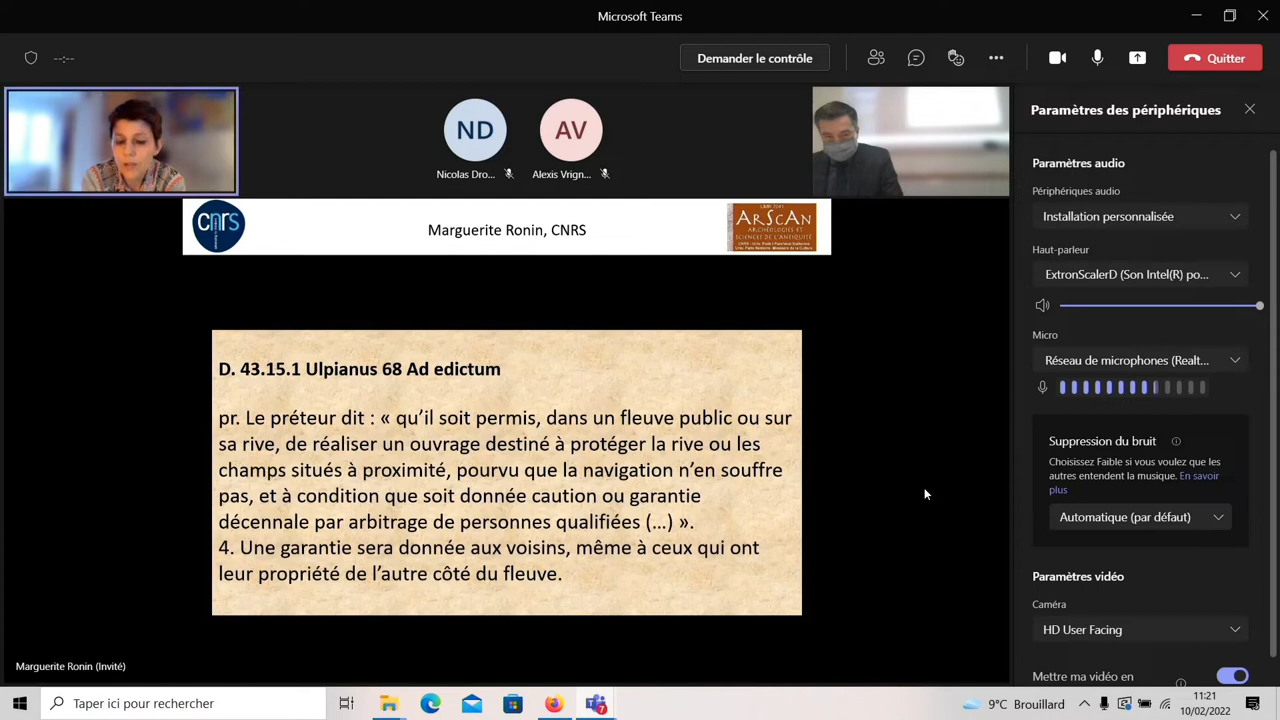 Microsoft Teams
--:--
Demander le contrôle
Quitter
ND
AV
Nicolas Dro...
Alexis Vrign...
Paramètres des périphériques
Paramètres audio
Périphériques audio
Installation personnalisée
Haut-parleur
ExtronScalerD (Son Intel(R) po...
Micro
Réseau de microphones (Realt...
Suppression du bruit
Choisissez Faible si vous voulez que les
autres entendent la musique. En savoir
plus
Automatique (par défaut)
Paramètres vidéo
Caméra
HD User Facing
Mettre ma vidéo en
cnrs
Marguerite Ronin, CNRS
ARSCAN
ARCHÉOLOGIES ET
SCIENCES DE L'ANTIQUITÉ
D. 43.15.1 Ulpianus 68 Ad edictum
pr. Le préteur dit : « qu’il soit permis, dans un fleuve public ou sur
sa rive, de réaliser un ouvrage destiné à protéger la rive ou les
champs situés à proximité, pourvu que la navigation n’en souffre
pas, et à condition que soit donnée caution ou garantie
décennale par arbitrage de personnes qualifiées (…) ».
4. Une garantie sera donnée aux voisins, même à ceux qui ont
leur propriété de l’autre côté du fleuve.
Marguerite Ronin (Invité)
Taper ici pour rechercher
7
9°C Brouillard
11:21
10/02/2022